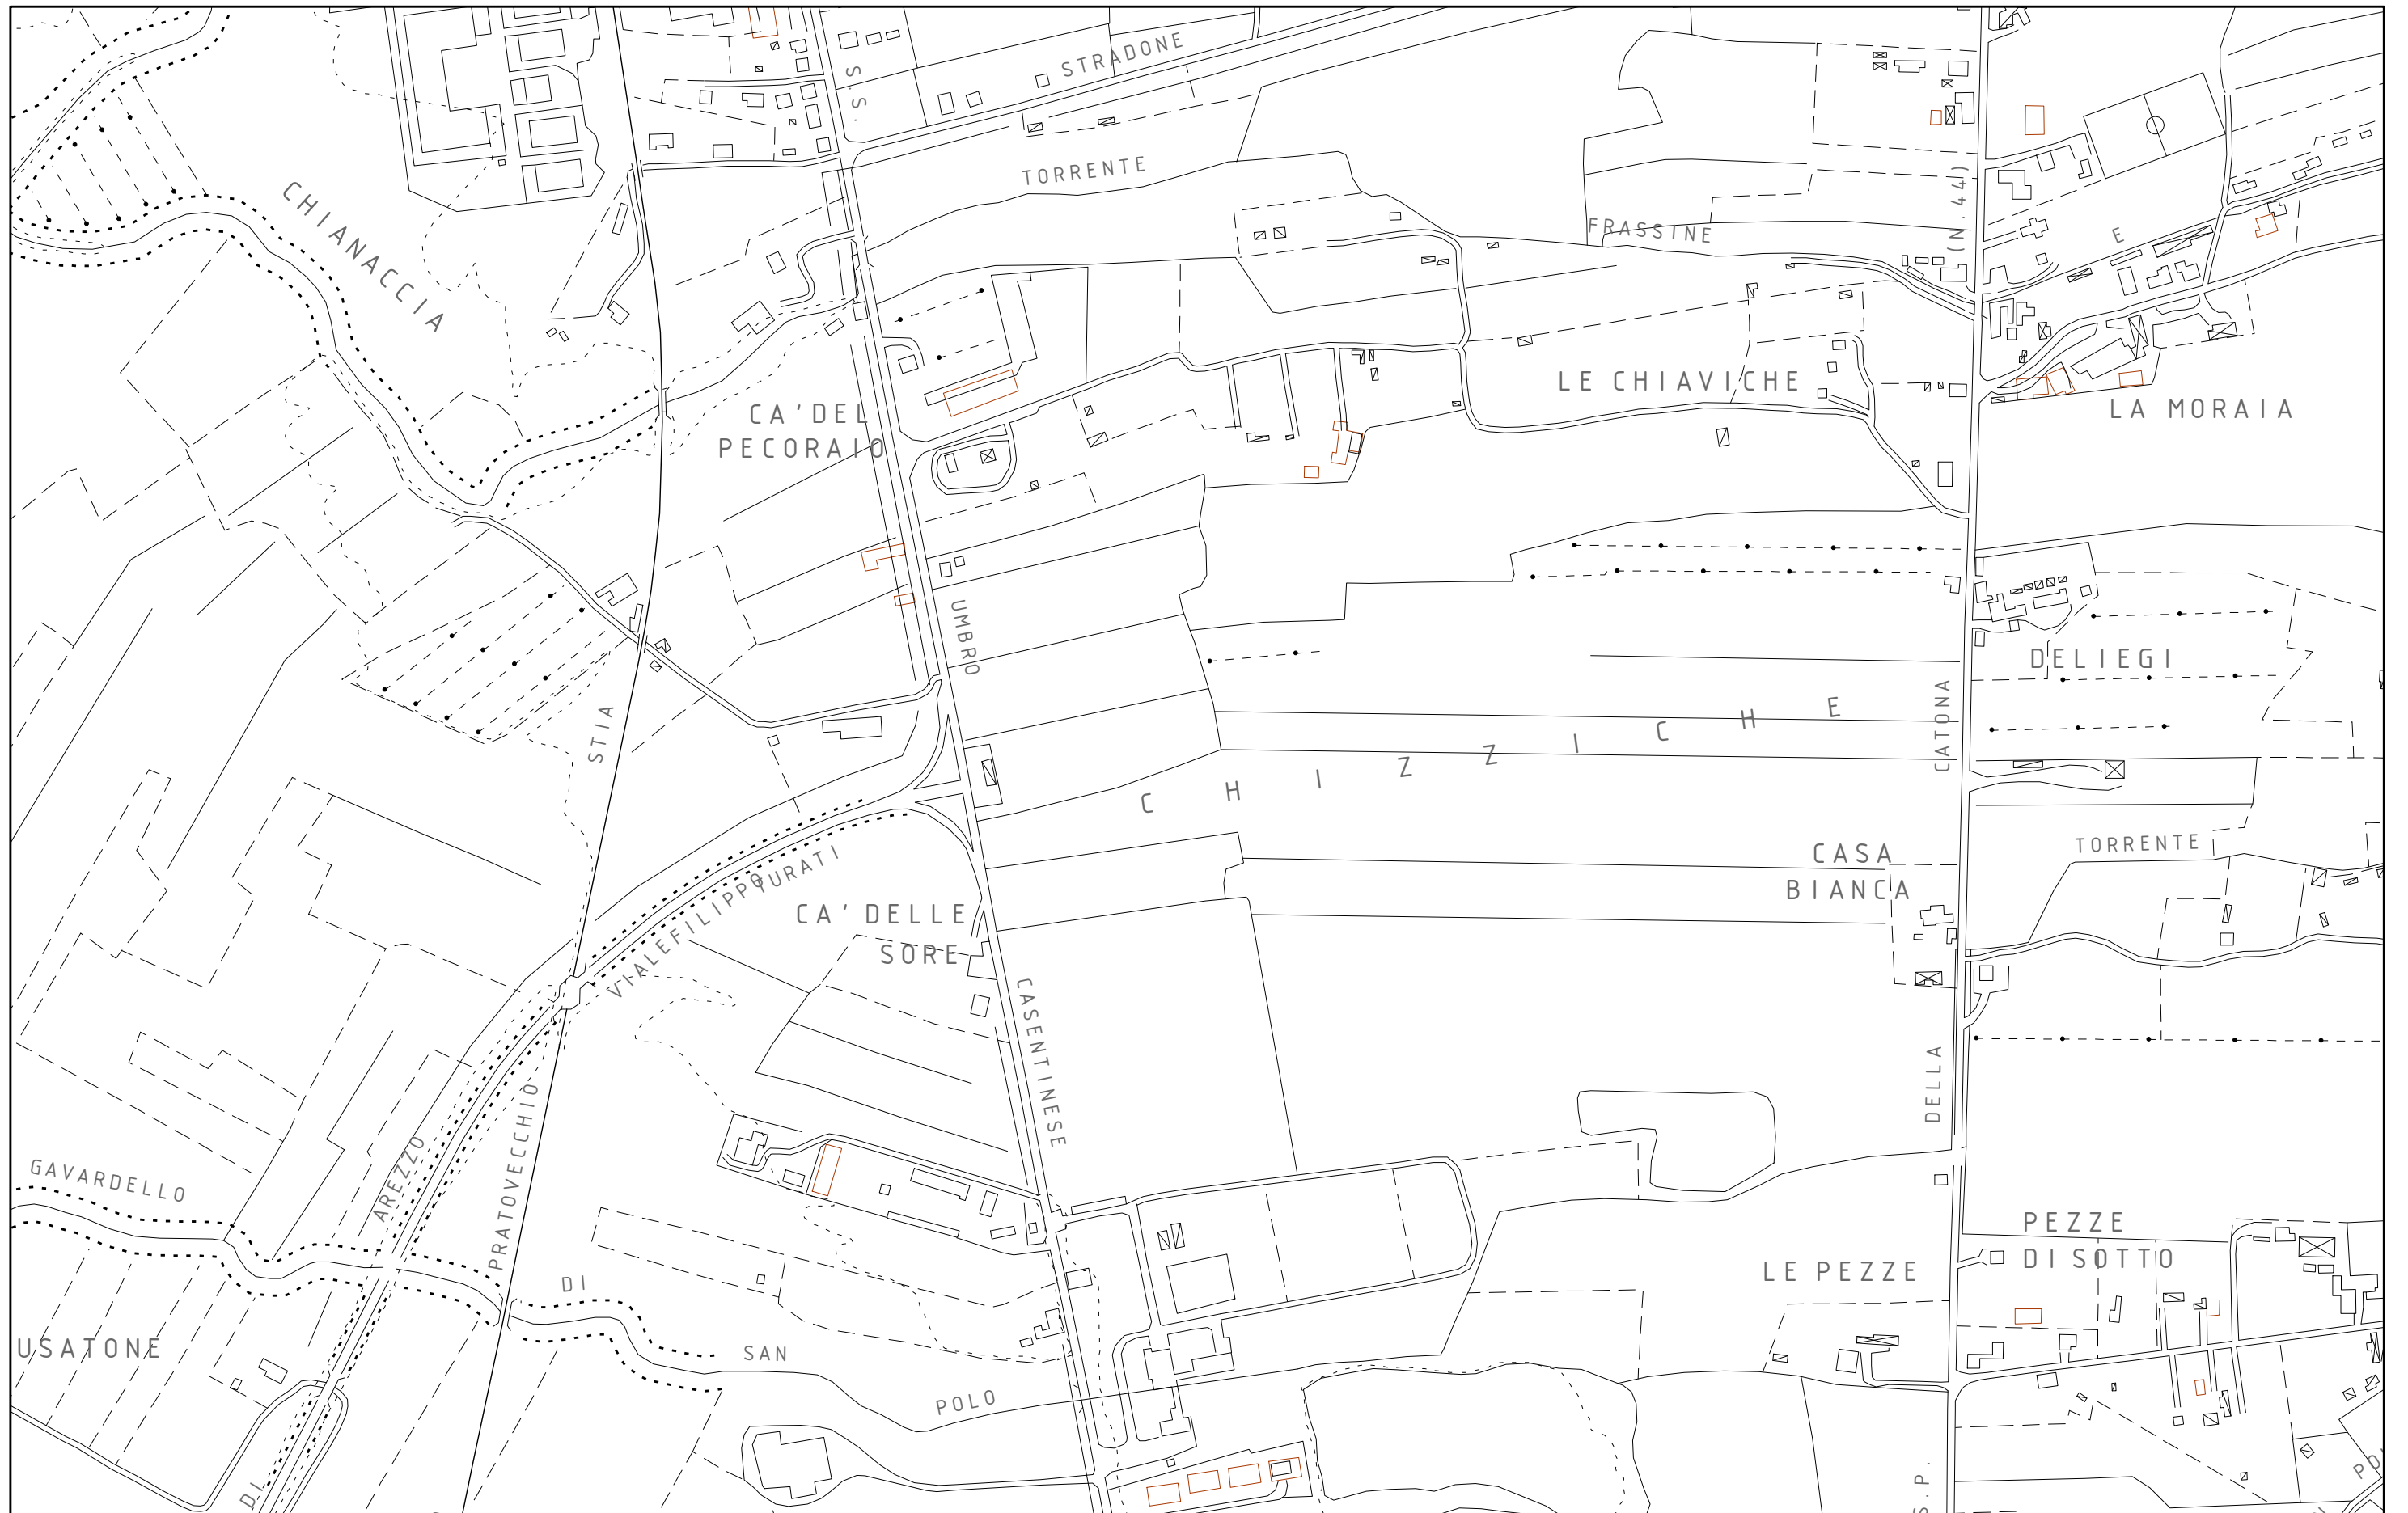 STRADONE
S.S.
TORRENTE
CHIANACCIA
FRASSINE
(N.44)
E
LE CHIAVICHE
LA MORAIA
CA'DEL
PECORAIO
UMBRO
DELIEGI
STIA
CATONA
CHIZZICHE
TORRENTE
CASA
BIANCA
VIALE FILIPPO TURATI
CA' DELLE
SORE
CASENTINESE
DELLA
PRATOVECCHIO
AREZZO
GAVARDELLO
PEZZE
DI SOTTO
LE PEZZE
DI
USATONE
SAN
POLO
DI
S.P.
PO